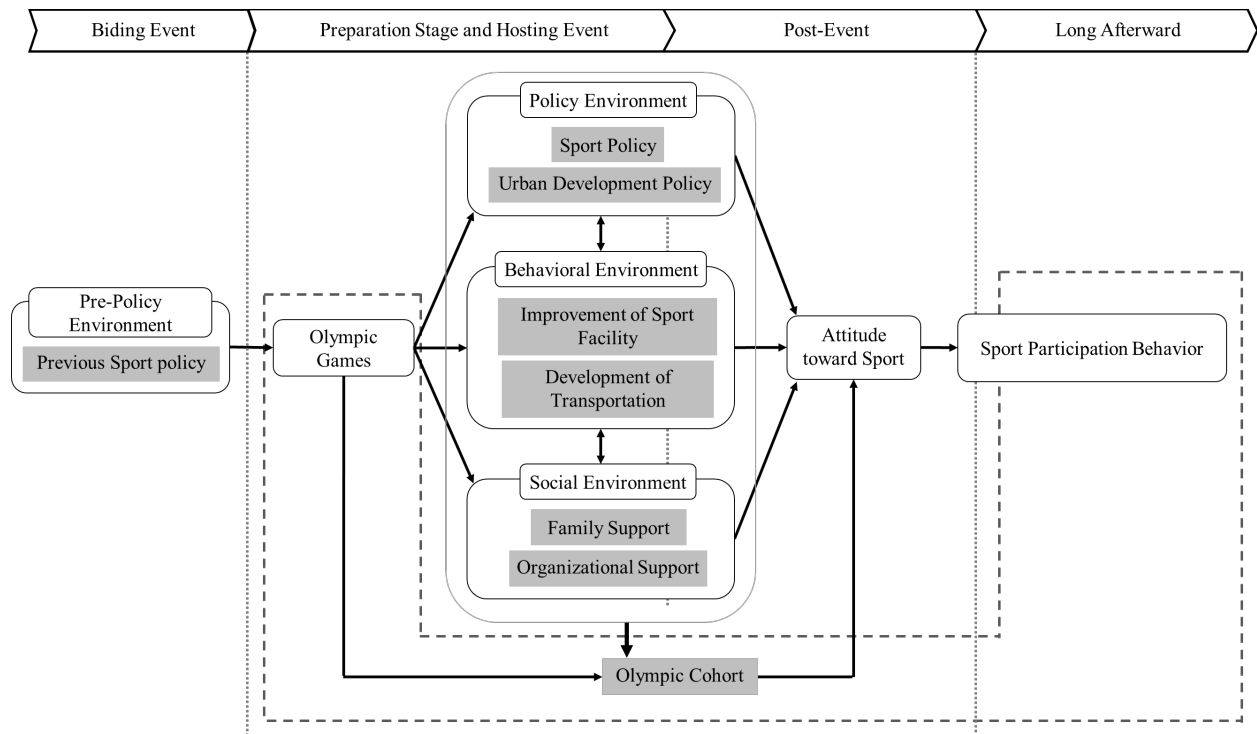 Biding Event
Preparation Stage and Hosting Event
Post-Event
Long Afterward
Policy Environment
Sport Policy
Urban Development Policy
Behavioral Environment
Improvement of Sport
Facility
Development of
Transportation
Pre-Policy
Environment
Previous Sport policy
Olympic
Games
Attitude
toward Sport
Sport Participation Behavior
Social Environment
Family Support
Organizational Support
Olympic Cohort